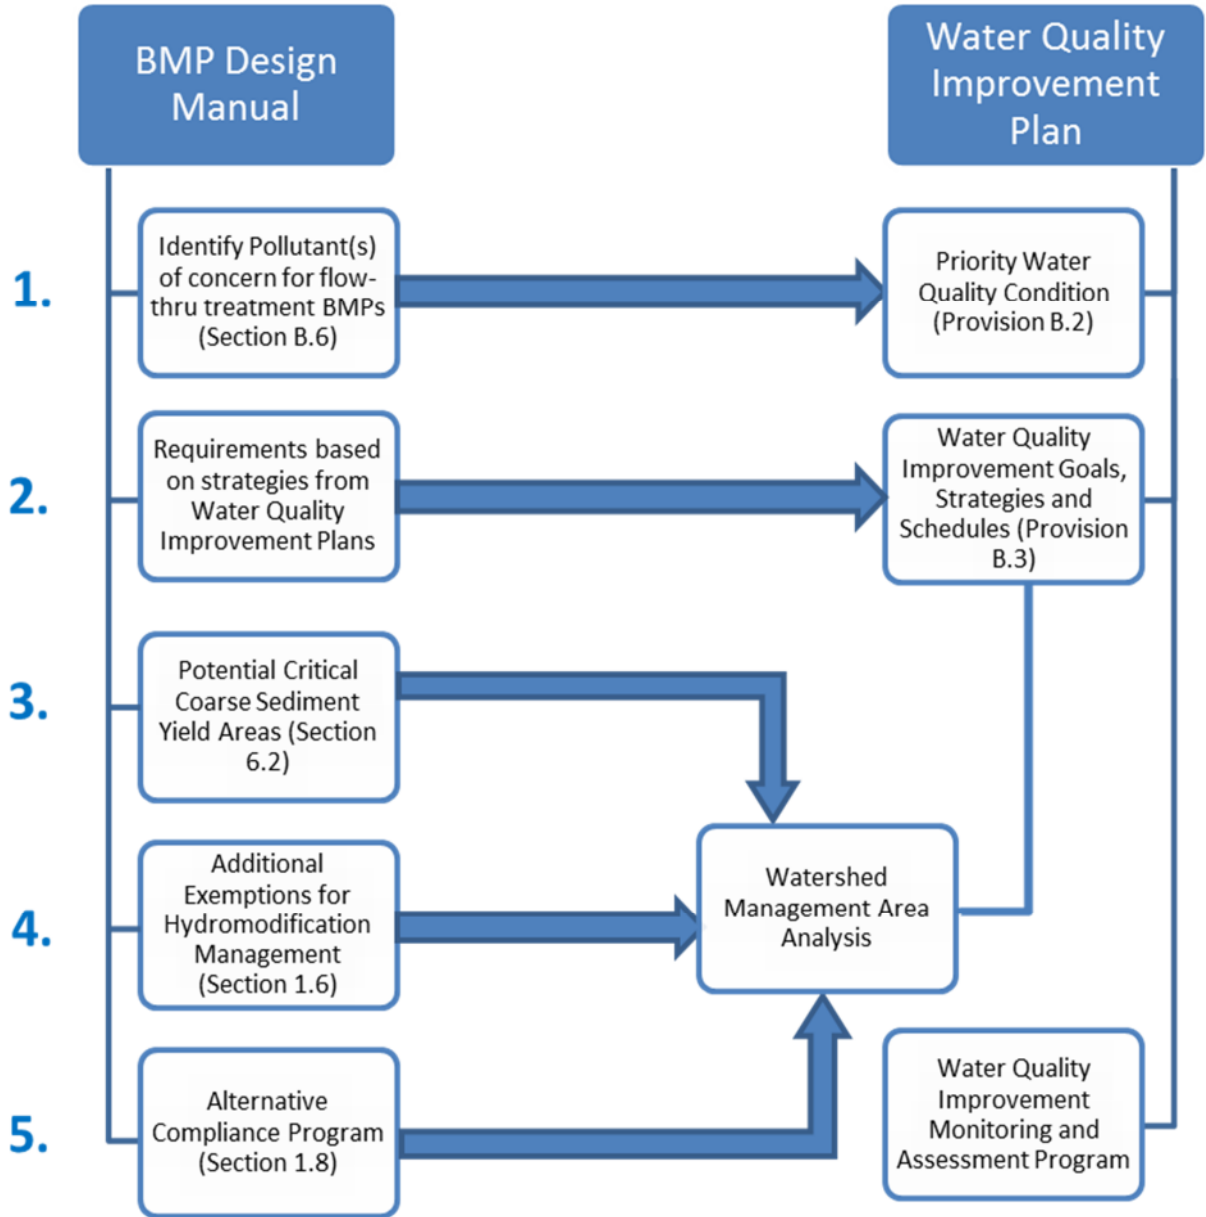 BMP Design
Manual
Water Quality
Improvement
Plan
1.
Identify Pollutant(s)
of concern for flow-
thru treatment BMPs
(Section B.6)
Priority Water
Quality Condition
(Provision B.2)
2.
Requirements based
on strategies from
Water Quality
Improvement Plans
Water Quality
Improvement Goals,
Strategies and
Schedules (Provision
B.3)
3.
Potential Critical
Coarse Sediment
Yield Areas (Section
6.2)
4.
Additional
Exemptions for
Hydromodification
Management
(Section 1.6)
Watershed
Management Area
Analysis
5.
Alternative
Compliance Program
(Section 1.8)
Water Quality
Improvement
Monitoring and
Assessment Program